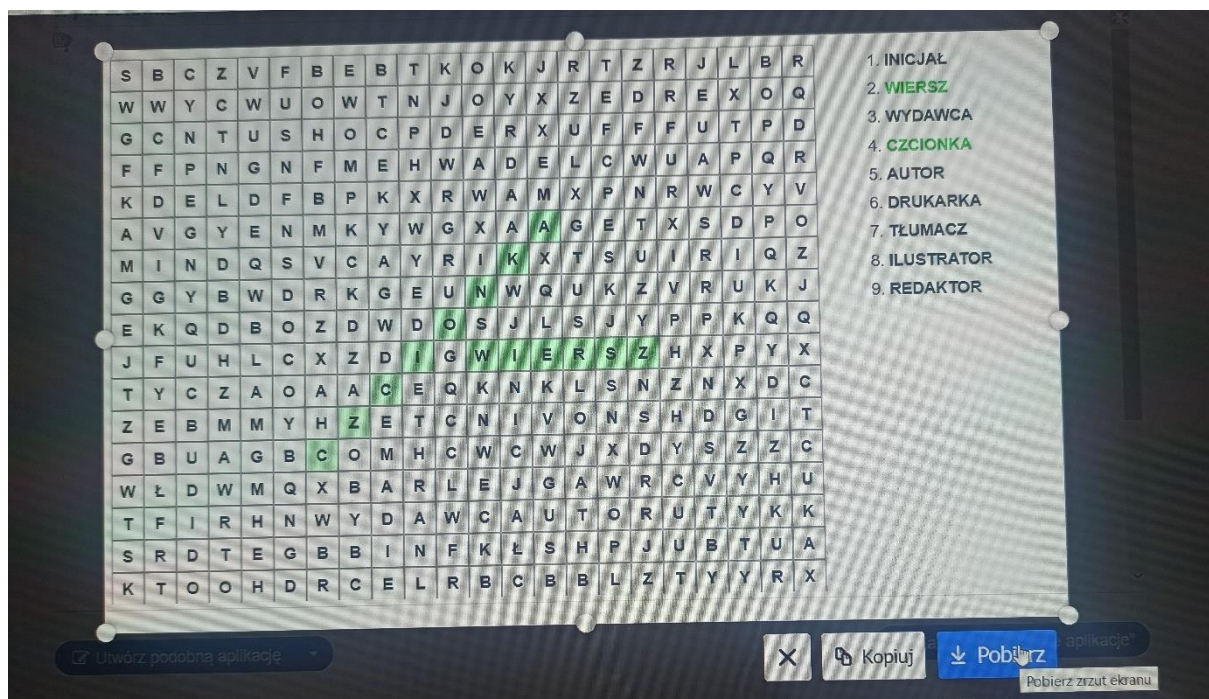 S B C Z V F B E B T K O K J R T Z R J L B R
W W Y C W U O W T N J O Y X Z E D R E X O Q
G C N T U S H O C P D E R X U F F F U T P D
F F P N G N F M E H W A D E L C W U A P Q R
K D E L D F B P K X R W A M X P N R W C Y V
A V G Y E N M K Y W G X A A G E T X S D P O
M I N D Q S V C A Y R I K X T S U I R I Q Z
G G Y B W D R K G E U N W Q U K Z V R U K J
E K Q D B O Z D W D O S J L S J Y P P K Q Q
J F U H L C X Z D I G W I E R S Z H X P Y X
T Y C Z A O A A C E Q K N K L S N Z N X D C
Z E B M M Y H Z E T C N I V O N S H D G I T
G B U A G B C O M H C W C W J X D Y S Z Z C
W Ł D W M Q X B A R L E J G A W R C V Y H U
T F I R H N W Y D A W C A U T O R U T Y K K
S R D T E G B B I N F K Ł S H P J U B T U A
K T O O H D R C E L R B C B B L Z T Y Y R X
1. INICJAŁ
2. WIERSZ
3. WYDAWCA
4. CZCIONKA
5. AUTOR
6. DRUKARKA
7. TŁUMACZ
8. ILUSTRATOR
9. REDAKTOR
Utwórz podobną aplikację
aplikacje"
Kopiuj
Pobierz
Pobierz zrzut ekranu